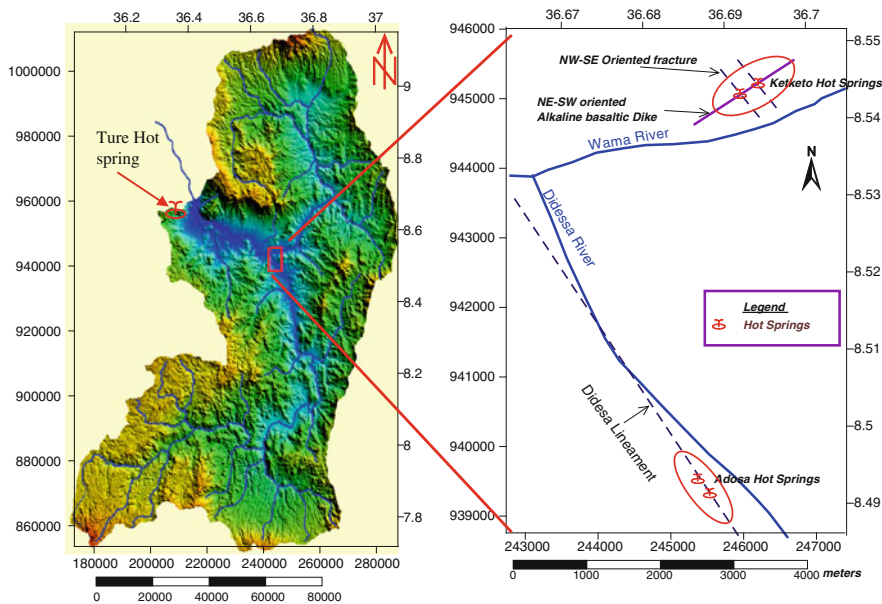 36.2 36.4 36.6 36.8 37
1000000
980000
960000
940000
920000
900000
880000
860000
9
8.8
8.6
8.4
8.2
8
7.8
N
Ture Hot
spring
180000 200000 220000 240000 260000 280000
0 20000 40000 60000 80000
36.67 36.68 36.69 36.7
946000
945000
944000
943000
942000
941000
940000
939000
8.55
8.54
8.53
8.52
8.51
8.5
8.49
NW-SE Oriented fracture
Ketketo Hot Springs
NE-SW oriented
Alkaline basaltic Dike
Wama River
N
Didessa River
Legend
Hot Springs
Didesa Lineament
Adosa Hot Springs
243000 244000 245000 246000 247000
0 1000 2000 3000 4000 meters